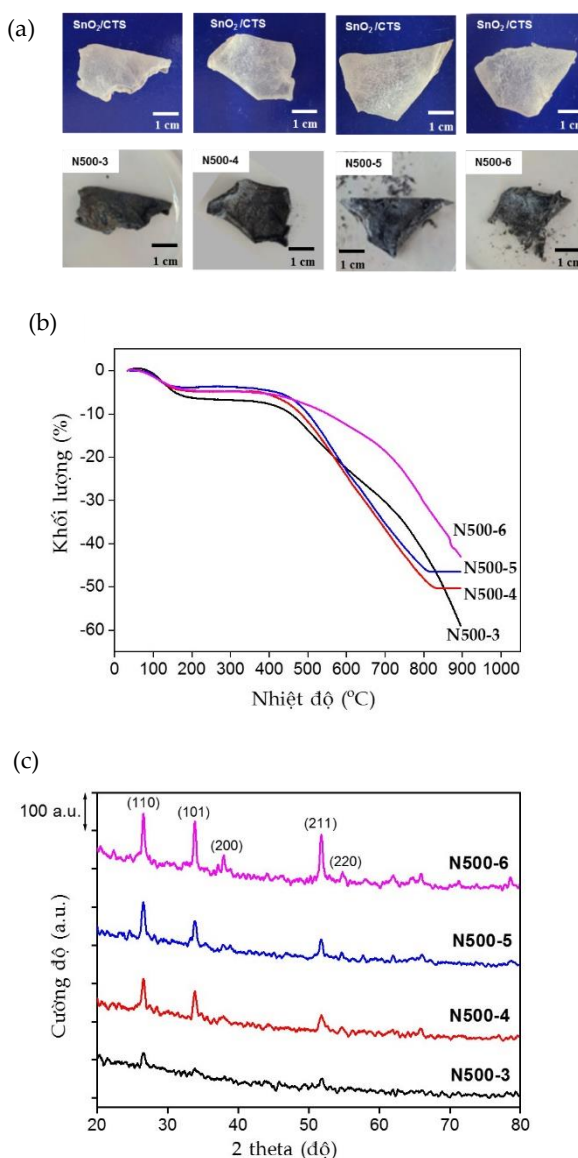 (a)
SnO₂/CTS SnO₂/CTS SnO₂/CTS SnO₂/CTS
1 cm 1 cm 1 cm 1 cm
N500-3 N500-4 N500-5 N500-6
1 cm 1 cm 1 cm 1 cm
(b)
Khối lượng (%)
0
-10
-20
-30
-40
-50
-60
N500-6
N500-5
N500-4
N500-3
0 100 200 300 400 500 600 700 800 900 1000
Nhiệt độ (ºC)
(c)
100 a.u.
Cường độ (a.u.)
(110) (101) (200) (211) (220)
N500-6
N500-5
N500-4
N500-3
20 30 40 50 60 70 80
2 theta (độ)